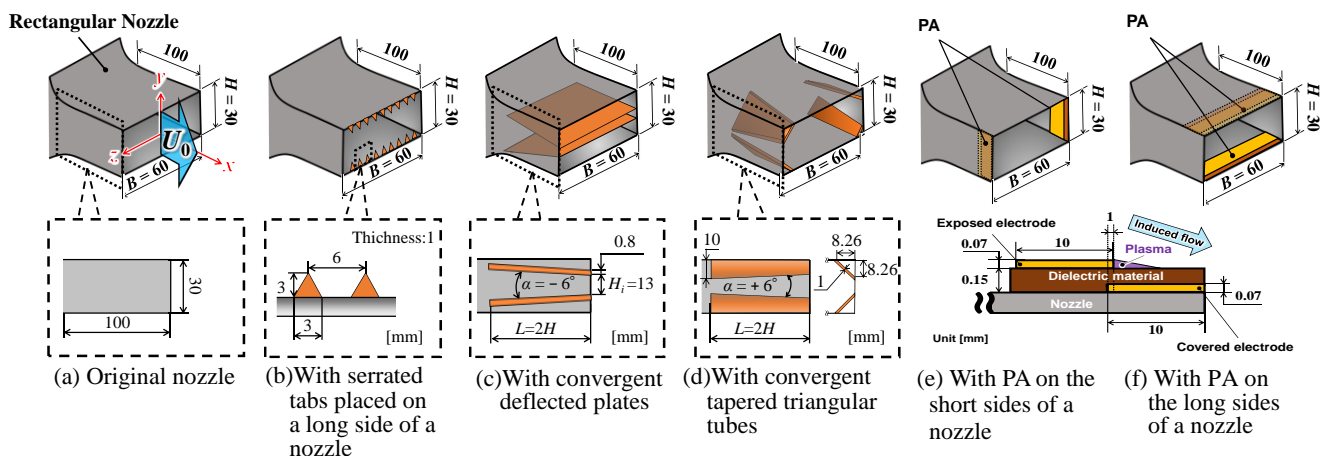 Rectangular Nozzle
100
H = 30
y
z
U0
x
B = 60
100
H = 30
B = 60
100
H = 30
B = 60
100
H = 30
B = 60
PA
100
H = 30
B = 60
PA
100
H = 30
B = 60
30
100
Thichness:1
6
3
3
[mm]
0.8
α = − 6°
Hi = 13
L=2H
[mm]
10
8.26
8.26
1
α = + 6°
L=2H
[mm]
1
Exposed electrode
Induced flow
10
Plasma
0.07
Dielectric material
0.15
Nozzle
0.07
10
Unit [mm]
Covered electrode
(a) Original nozzle
(b)With serrated
tabs placed on
a long side of a
nozzle
(c)With convergent
deflected plates
(d)With convergent
tapered triangular
tubes
(e) With PA on the
short sides of a
nozzle
(f) With PA on
the long sides
of a nozzle